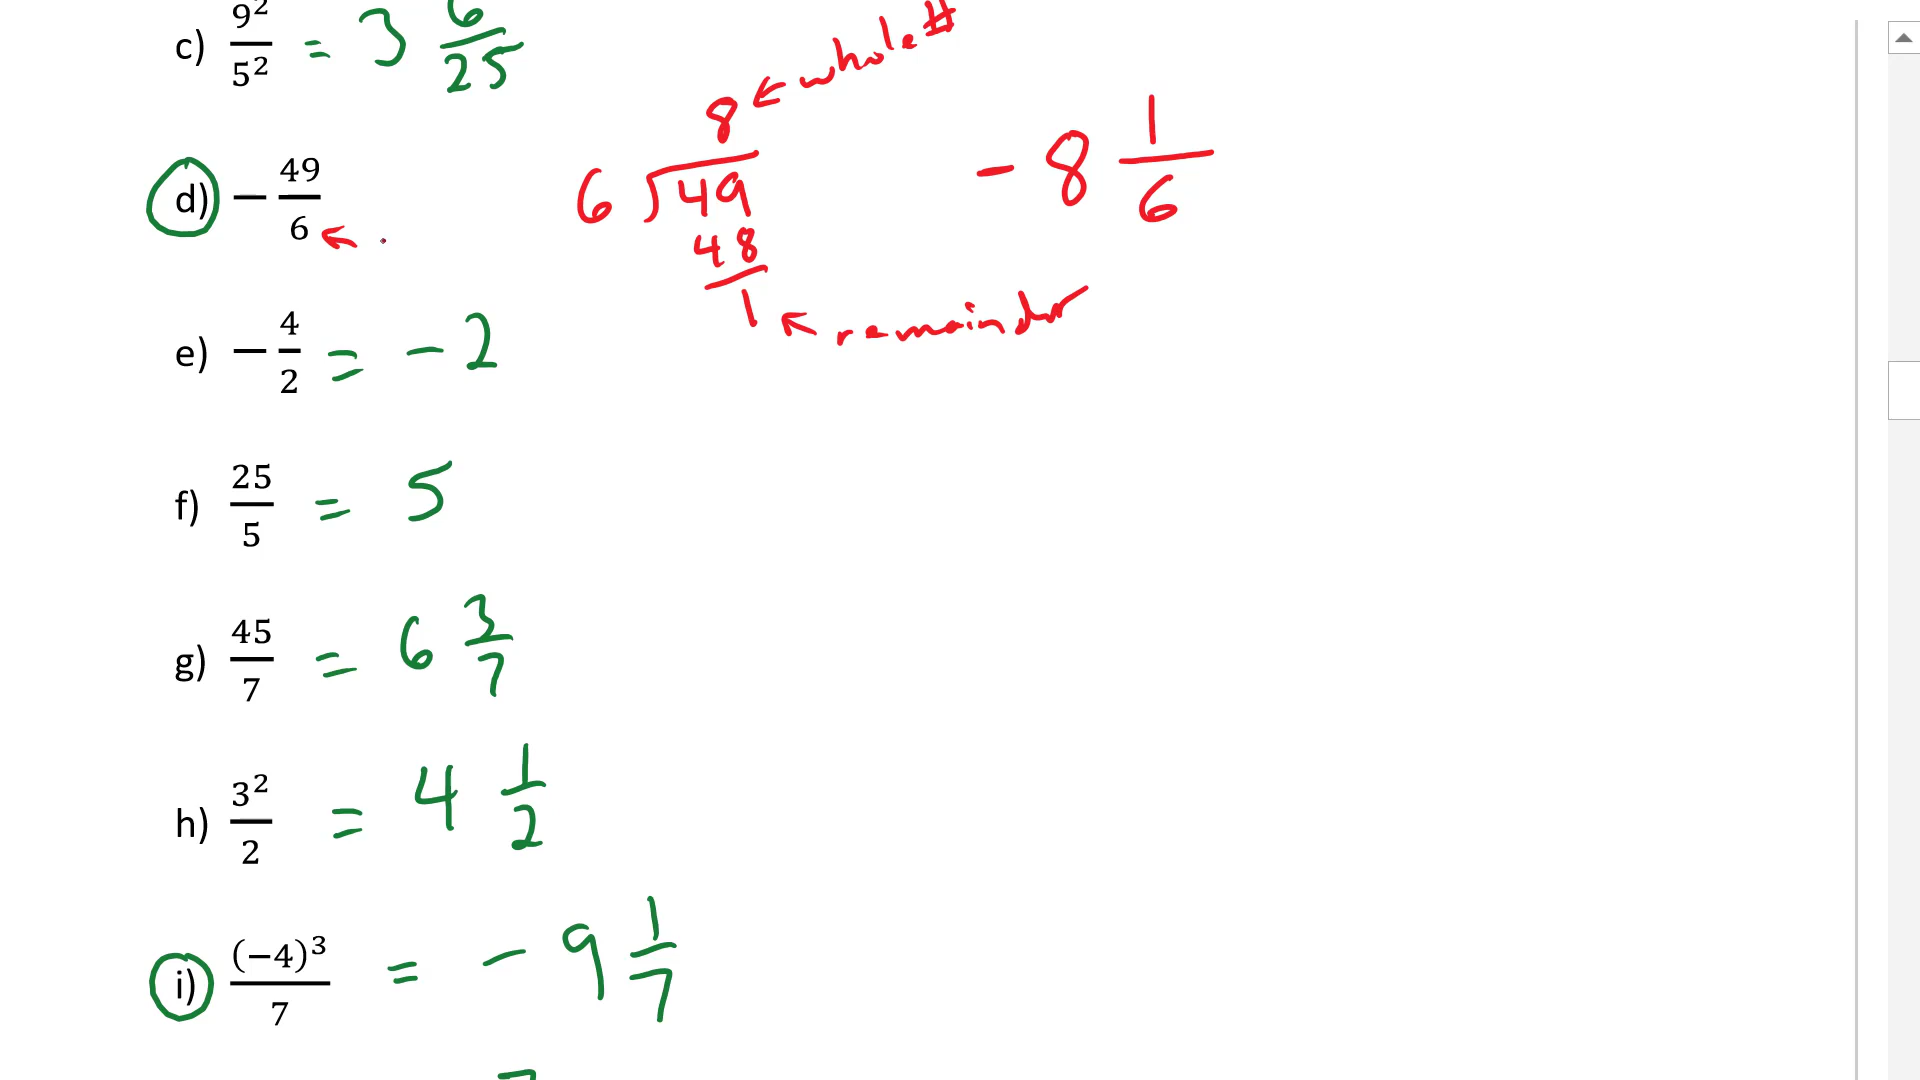 c) 9²/5² = 3 6/25
8 ← whole #
d) − 49/6 ←
6 ) 49
48
1 ← remainder
− 8 1/6
e) − 4/2 = − 2
f) 25/5 = 5
g) 45/7 = 6 3/7
h) 3²/2 = 4 1/2
i) (−4)³/7 = − 9 1/7